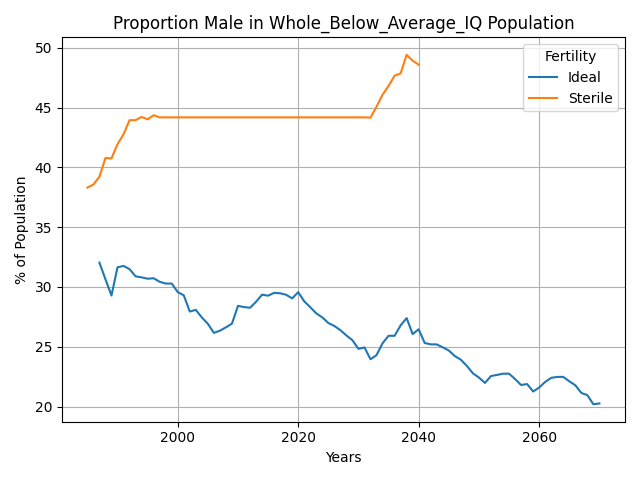 Proportion Male in Whole_Below_Average_IQ Population
50
45
40
35
30
25
20
% of Population
Fertility
Ideal
Sterile
2000
2020
2040
2060
Years